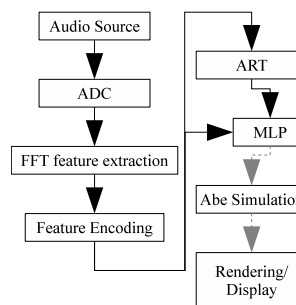 Audio Source
ADC
FFT feature extraction
Feature Encoding
ART
MLP
Abe Simulation
Rendering/
Display